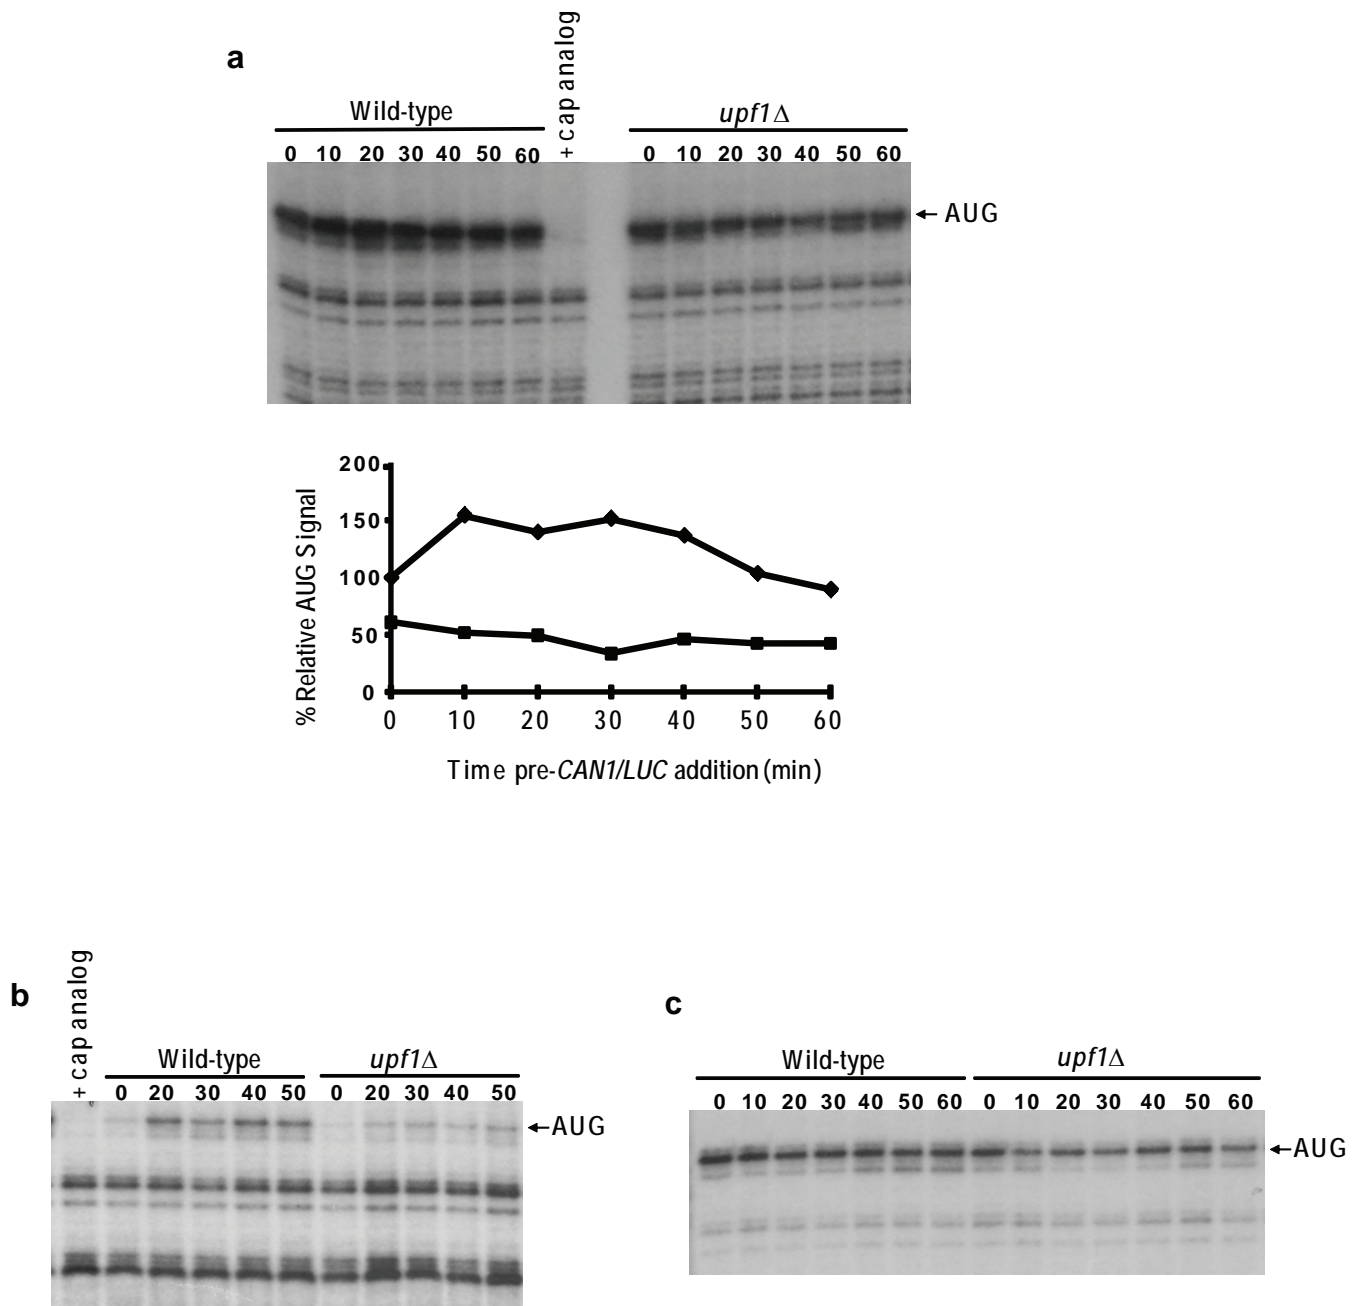 a
+ cap analog
Wild-type
upf1Δ
0 10 20 30 40 50 60
0 10 20 30 40 50 60
← AUG
% Relative AUG Signal
200
150
100
50
0
0 10 20 30 40 50 60
Time pre-CAN1/LUC addition (min)
b
+ cap analog
Wild-type
upf1Δ
0 20 30 40 50
0 20 30 40 50
←AUG
c
Wild-type
upf1Δ
0 10 20 30 40 50 60
0 10 20 30 40 50 60
←AUG